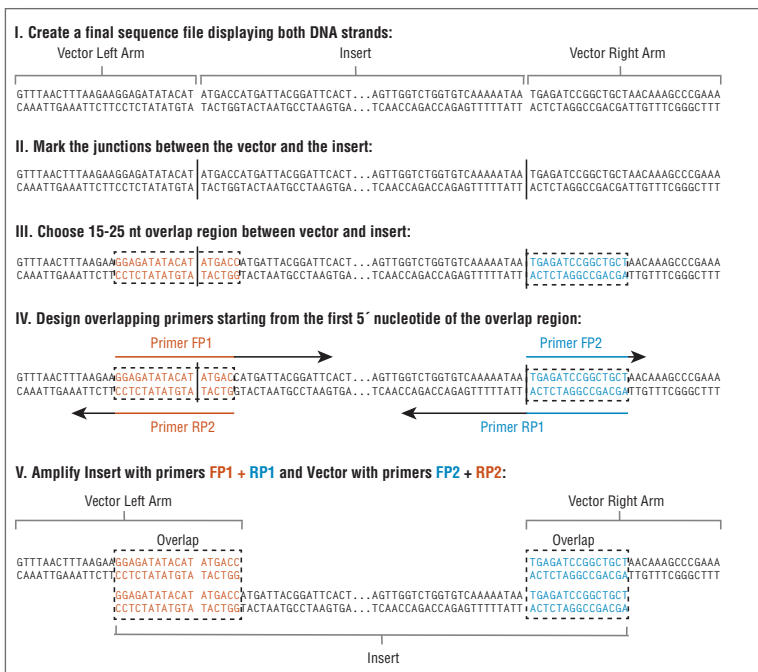 I. Create a final sequence file displaying both DNA strands:
Vector Left Arm Insert Vector Right Arm
GTTTAACTTTAAGAAGGAGATATACAT ATGACCATGATTACGGATTCACT...AGTTGGTCTGGTGTCAAAAATAA TGAGATCCGGCTGCTAACAAAGCCCGAAA
CAAATTGAAATTCTTCCTCTATATGTA TACTGGTACTAATGCCTAAGTGA...TCAACCAGACCAGAGTTTTTATT ACTCTAGGCCGACGATTGTTTCGGGCTTT
II. Mark the junctions between the vector and the insert:
GTTTAACTTTAAGAAGGAGATATACAT ATGACCATGATTACGGATTCACT...AGTTGGTCTGGTGTCAAAAATAA TGAGATCCGGCTGCTAACAAAGCCCGAAA
CAAATTGAAATTCTTCCTCTATATGTA TACTGGTACTAATGCCTAAGTGA...TCAACCAGACCAGAGTTTTTATT ACTCTAGGCCGACGATTGTTTCGGGCTTT
III. Choose 15-25 nt overlap region between vector and insert:
GTTTAACTTTAAGAAGGAGATATACAT ATGACCATGATTACGGATTCACT...AGTTGGTCTGGTGTCAAAAATAA TGAGATCCGGCTGCTAACAAAGCCCGAAA
CAAATTGAAATTCTTCCTCTATATGTA TACTGGTACTAATGCCTAAGTGA...TCAACCAGACCAGAGTTTTTATT ACTCTAGGCCGACGATTGTTTCGGGCTTT
IV. Design overlapping primers starting from the first 5´ nucleotide of the overlap region:
Primer FP1 Primer FP2
GTTTAACTTTAAGAAGGAGATATACAT ATGACCATGATTACGGATTCACT...AGTTGGTCTGGTGTCAAAAATAA TGAGATCCGGCTGCTAACAAAGCCCGAAA
CAAATTGAAATTCTTCCTCTATATGTA TACTGGTACTAATGCCTAAGTGA...TCAACCAGACCAGAGTTTTTATT ACTCTAGGCCGACGATTGTTTCGGGCTTT
Primer RP2 Primer RP1
V. Amplify Insert with primers FP1 + RP1 and Vector with primers FP2 + RP2:
Vector Left Arm Vector Right Arm
Overlap Overlap
GTTTAACTTTAAGAAGGAGATATACAT ATGACC TGAGATCCGGCTGCTAACAAAGCCCGAAA
CAAATTGAAATTCTTCCTCTATATGTA TACTGG ACTCTAGGCCGACGATTGTTTCGGGCTTT
GGAGATATACAT ATGACCATGATTACGGATTCACT...AGTTGGTCTGGTGTCAAAAATAA TGAGATCCGGCTGCT
CCTCTATATGTA TACTGGTACTAATGCCTAAGTGA...TCAACCAGACCAGAGTTTTTATT ACTCTAGGCCGACGA
Insert